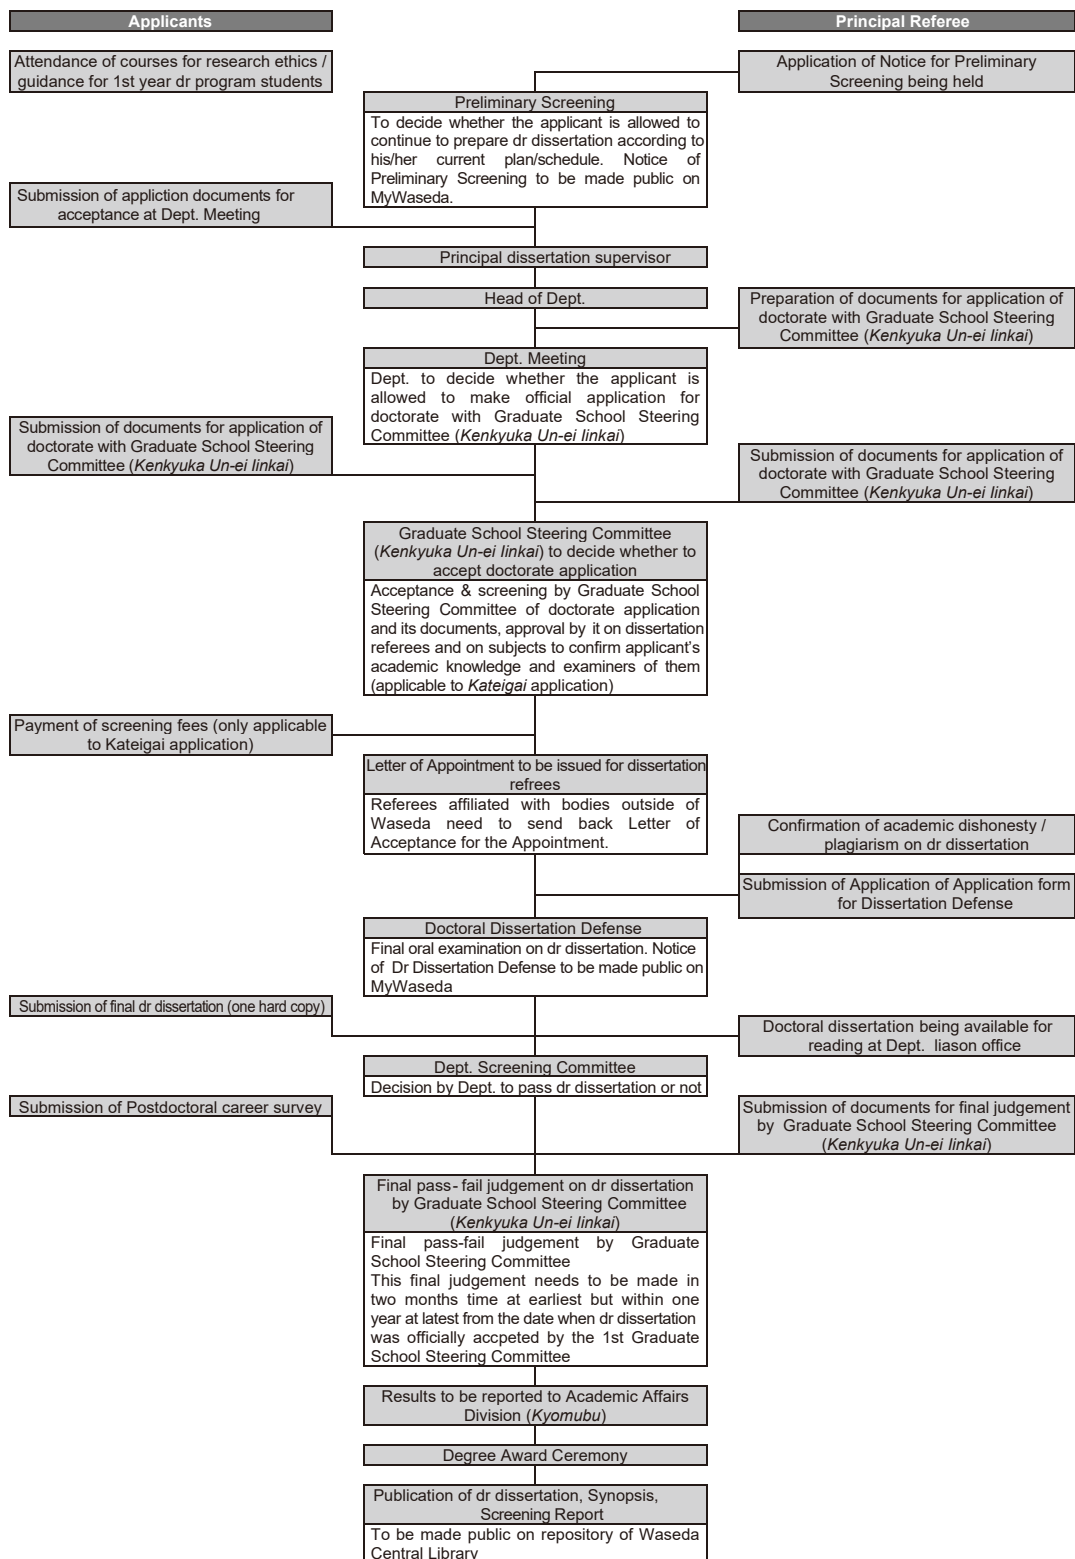 Applicants
Principal Referee
Attendance of courses for research ethics /
guidance for 1st year dr program students
Application of Notice for Preliminary
Screening being held
Preliminary Screening
To decide whether the applicant is allowed to
continue to prepare dr dissertation according to
his/her current plan/schedule. Notice of
Preliminary Screening to be made public on
MyWaseda.
Submission of appliction documents for
acceptance at Dept. Meeting
Principal dissertation supervisor
Head of Dept.
Preparation of documents for application of
doctorate with Graduate School Steering
Committee (Kenkyuka Un-ei Iinkai)
Dept. Meeting
Dept. to decide whether the applicant is
allowed to make official application for
doctorate with Graduate School Steering
Committee (Kenkyuka Un-ei Iinkai)
Submission of documents for application of
doctorate with Graduate School Steering
Committee (Kenkyuka Un-ei Iinkai)
Submission of documents for application of
doctorate with Graduate School Steering
Committee (Kenkyuka Un-ei Iinkai)
Graduate School Steering Committee
(Kenkyuka Un-ei Iinkai) to decide whether to
accept doctorate application
Acceptance & screening by Graduate School
Steering Committee of doctorate application
and its documents, approval by it on dissertation
referees and on subjects to confirm applicant's
academic knowledge and examiners of them
(applicable to Kateigai application)
Payment of screening fees (only applicable
to Kateigai application)
Letter of Appointment to be issued for dissertation
refrees
Referees affiliated with bodies outside of
Waseda need to send back Letter of
Acceptance for the Appointment.
Confirmation of academic dishonesty /
plagiarism on dr dissertation
Submission of Application of Application form
for Dissertation Defense
Doctoral Dissertation Defense
Final oral examination on dr dissertation. Notice
of Dr Dissertation Defense to be made public on
MyWaseda
Submission of final dr dissertation (one hard copy)
Doctoral dissertation being available for
reading at Dept. liason office
Dept. Screening Committee
Decision by Dept. to pass dr dissertation or not
Submission of Postdoctoral career survey
Submission of documents for final judgement
by Graduate School Steering Committee
(Kenkyuka Un-ei Iinkai)
Final pass-fail judgement on dr dissertation
by Graduate School Steering Committee
(Kenkyuka Un-ei Iinkai)
Final pass-fail judgement by Graduate
School Steering Committee
This final judgement needs to be made in
two months time at earliest but within one
year at latest from the date when dr dissertation
was officially accpeted by the 1st Graduate
School Steering Committee
Results to be reported to Academic Affairs
Division (Kyomubu)
Degree Award Ceremony
Publication of dr dissertation, Synopsis,
Screening Report
To be made public on repository of Waseda
Central Library